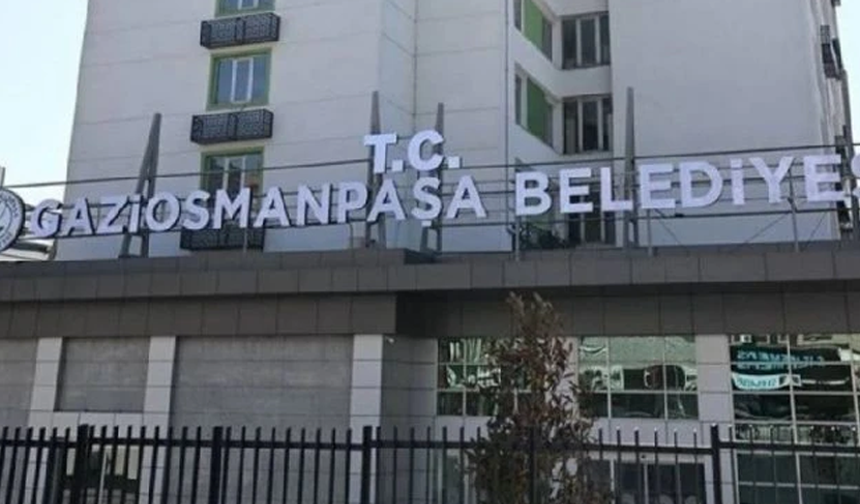 T.C.
GAZİOSMANPAŞA BELEDİYES